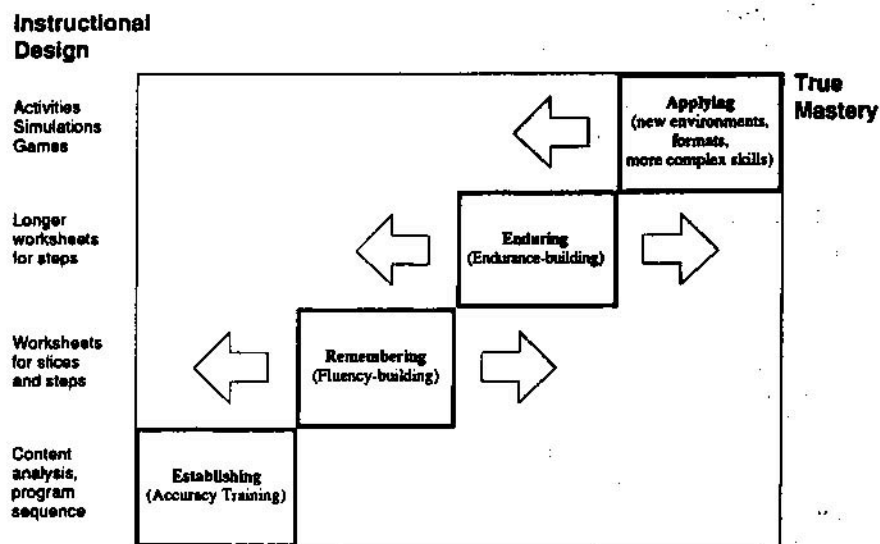 Instructional
Design
True
Mastery
Activities
Simulations
Games
Applying
(new environments,
formats,
more complex skills)
Longer
worksheets
for steps
Enduring
(Endurance-building)
Worksheets
for slices
and steps
Remembering
(Fluency-building)
Content
analysis,
program
sequence
Establishing
(Accuracy Training)